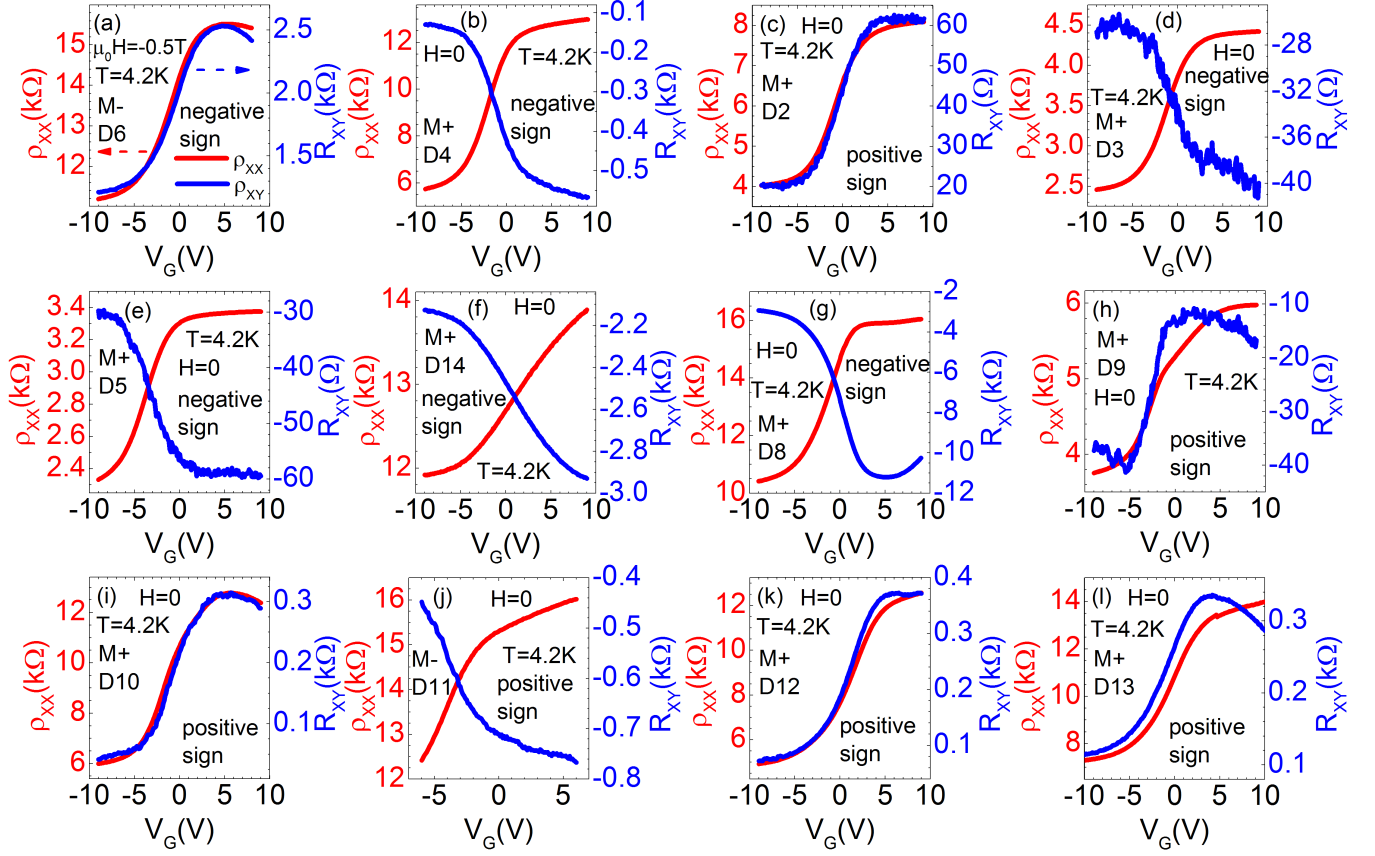 (a)
μ0H=-0.5T
T=4.2K
M-
D6
negative
sign
ρXX
ρXY
15
14
13
12
ρXX(kΩ)
2.5
2.0
1.5
RXY(kΩ)
-10 -5 0 5 10
VG(V)
(b)
H=0
T=4.2K
negative
sign
M+
D4
12
10
8
6
ρXX(kΩ)
-0.1
-0.2
-0.3
-0.4
-0.5
RXY(kΩ)
-10 -5 0 5 10
VG(V)
(c) H=0
T=4.2K
M+
D2
positive
sign
8
7
6
5
4
ρXX(kΩ)
60
50
40
30
20
RXY(Ω)
-10 -5 0 5 10
VG(V)
(d)
H=0
negative
sign
T=4.2K
M+
D3
4.5
4.0
3.5
3.0
2.5
ρXX(kΩ)
-28
-32
-36
-40
RXY(Ω)
-10 -5 0 5 10
VG(V)
(e)
T=4.2K
M+
D5
H=0
negative
sign
3.4
3.2
3.0
2.8
2.6
2.4
ρXX(kΩ)
-30
-40
-50
-60
RXY(Ω)
-10 -5 0 5 10
VG(V)
(f) H=0
M+
D14
negative
sign
T=4.2K
14
13
12
ρXX(kΩ)
-2.1
-2.2
-2.5
-2.6
-2.9
-3.0
RXY(kΩ)
-10 -5 0 5 10
VG(V)
(g)
H=0
negative
sign
T=4.2K
M+
D8
16
14
12
10
ρXX(kΩ)
-2
-4
-6
-7
-10
-12
RXY(kΩ)
-10 -5 0 5 10
VG(V)
(h)
M+
D9
H=0
T=4.2K
positive
sign
6
5
4
ρXX(kΩ)
-10
-20
-30
-40
RXY(Ω)
-10 -5 0 5 10
VG(V)
(i) H=0
T=4.2K
M+
D10
positive
sign
12
10
8
6
ρXX(kΩ)
0.3
0.2
0.1
RXY(kΩ)
-10 -5 0 5 10
VG(V)
(j)
H=0
M-
D11
T=4.2K
positive
sign
16
15
14
13
12
ρXX(kΩ)
-0.4
-0.5
-0.6
-0.7
-0.8
RXY(kΩ)
-5 0 5
VG(V)
(k) H=0
T=4.2K
M+
D12
positive
sign
12
10
8
6
ρXX(kΩ)
0.4
0.3
0.2
0.1
RXY(kΩ)
-10 -5 0 5 10
VG(V)
(l) H=0
T=4.2K
M+
D13
positive
sign
14
12
10
8
ρXX(kΩ)
0.3
0.2
0.1
RXY(kΩ)
-10 -5 0 5 10
VG(V)